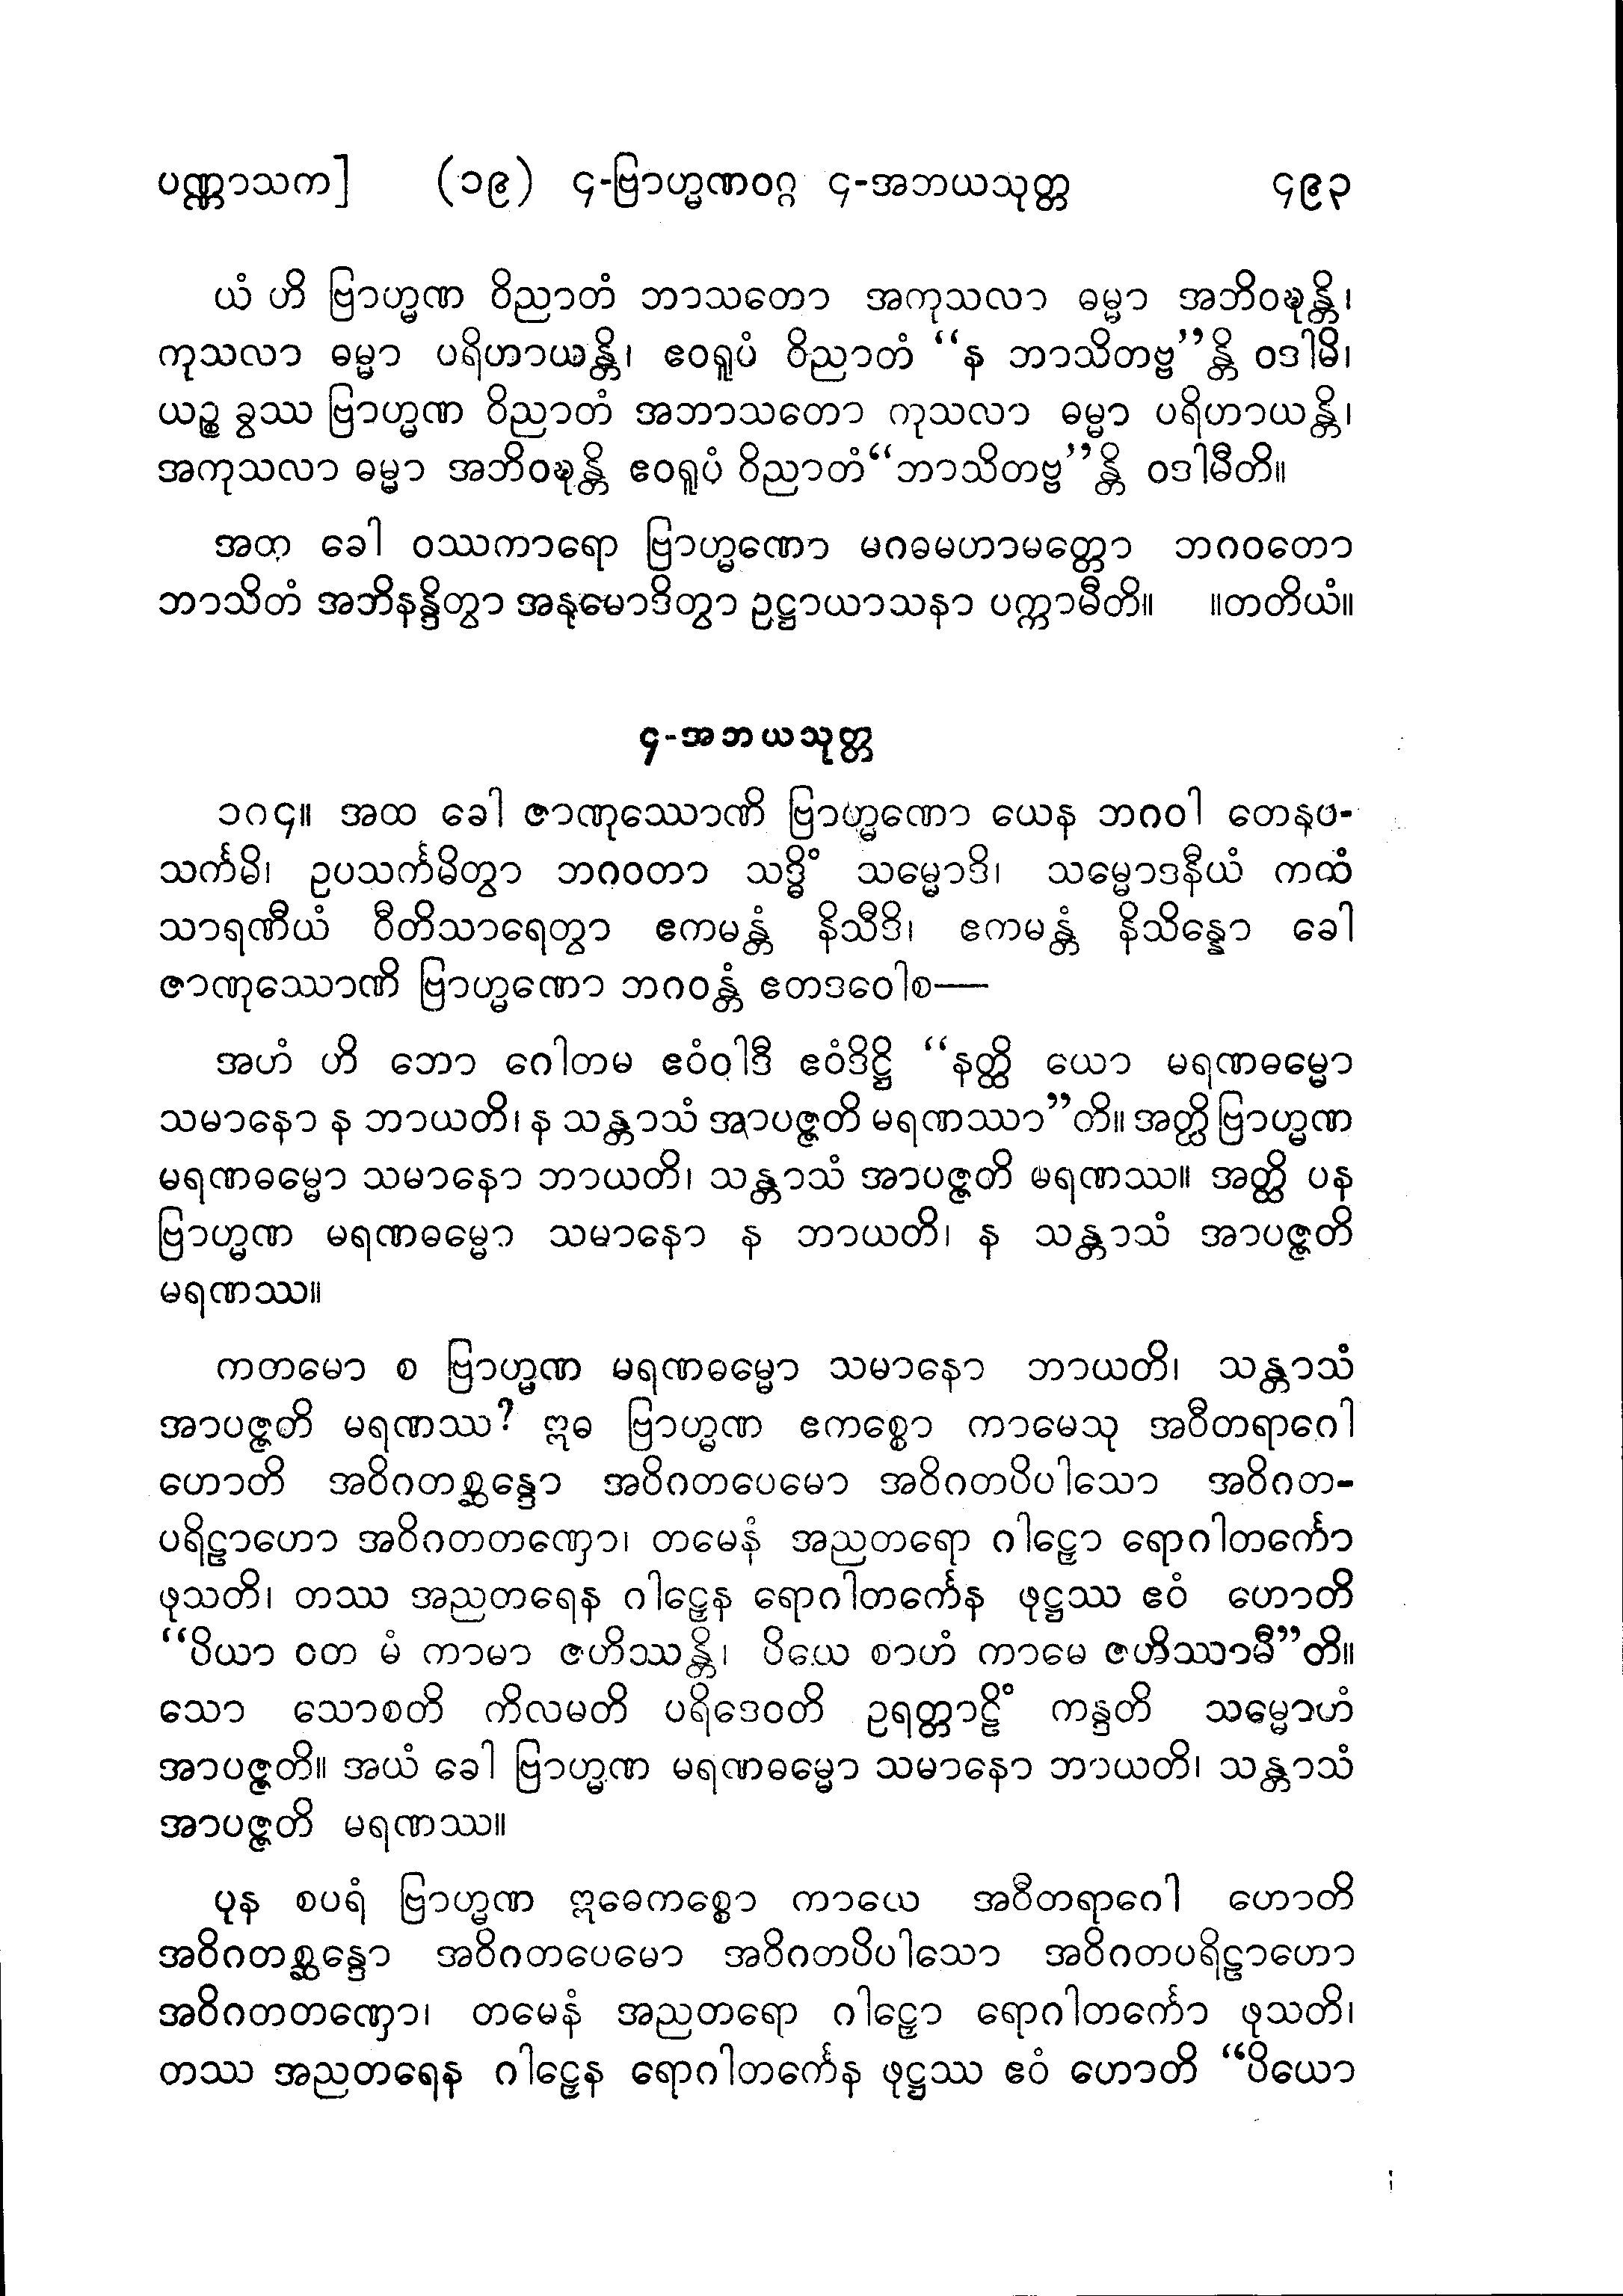 ပဏ္ဏာသက] (၁၉) ၄-ဗြာဟ္မဏဝဂ္ဂ ၄-အဘယသုတ္တ ၄၉၃
ယံ ဟိ ဗြာဟ္မဏ ဝိညာတံ ဘာသတော အကုသလာ ဓမ္မာ အဘိဝဍ္ဎန္တိ၊
ကုသလာ ဓမ္မာ ပရိဟာယန္တိ၊ ဧဝရူပံ ဝိညာတံ “န ဘာသိတဗ္ဗ”န္တိ ဝဒါမိ၊
ယဉ္စ ခွဿ ဗြာဟ္မဏ ဝိညာတံ အဘာသတော ကုသလာ ဓမ္မာ ပရိဟာယန္တိ၊
အကုသလာ ဓမ္မာ အဘိဝဍ္ဎန္တိ ဧဝရူပံ ဝိညာတံ“ဘာသိတဗ္ဗ”န္တိ ဝဒါမီတိ။
အထ ခေါ ဝဿကာရော ဗြာဟ္မဏော မဂဓမဟာမတ္တော ဘဂဝတော
ဘာသိတံ အဘိနန္ဒိတွာ အနုမောဒိတွာ ဥဋ္ဌာယာသနာ ပက္ကာမီတိ။ ။တတိယံ။
၄-အဘယသုတ္တ
၁၈၄။ အထ ခေါ ဇာဏုဿောဏိ ဗြာဟ္မဏော ယေန ဘဂဝါ တေနုပ-
သင်္ကမိ၊ ဥပသင်္ကမိတွာ ဘဂဝတာ သဒ္ဓိံ သမ္မောဒိ၊ သမ္မောဒနီယံ ကထံ
သာရဏီယံ ဝီတိသာရေတွာ ဧကမန္တံ နိသီဒိ၊ ဧကမန္တံ နိသိန္နော ခေါ
ဇာဏုဿောဏိ ဗြာဟ္မဏော ဘဂဝန္တံ ဧတဒဝေါစ—
အဟံ ဟိ ဘော ဂေါတမ ဧဝံဝါဒီ ဧဝံဒိဋ္ဌိ “နတ္ထိ ယော မရဏဓမ္မော
သမာနော န ဘာယတိ၊ န သန္တာသံ အာပဇ္ဇတိ မရဏဿာ”ကိ။ အတ္ထိ ဗြာဟ္မဏ
မရဏဓမ္မော သမာနော ဘာယတိ၊ သန္တာသံ အာပဇ္ဇတိ မရဏဿ။ အတ္ထိ ပန
ဗြာဟ္မဏ မရဏဓမ္မော သမာနော န ဘာယတိ၊ န သန္တာသံ အာပဇ္ဇတိ
မရဏဿ။
ကတမော စ ဗြာဟ္မဏ မရဏဓမ္မော သမာနော ဘာယတိ၊ သန္တာသံ
အာပဇ္ဇတိ မရဏဿ? ဣဓ ဗြာဟ္မဏ ဧကစ္စော ကာမေသု အဝီတရာဂေါ
ဟောတိ အဝိဂတစ္ဆန္ဒော အဝိဂတပေမော အဝိဂတပိပါသော အဝိဂတ-
ပရိဠာဟော အဝိဂတတဏှော၊ တမေနံ အညတရော ဂါဠှော ရောဂါတင်္ကော
ဖုသတိ၊ တဿ အညတရေန ဂါဠှေန ရောဂါတင်္ကေန ဖုဋ္ဌဿ ဧဝံ ဟောတိ
“ပိယာ ဝတ မံ ကာမာ ဇဟိဿန္တိ၊ ပိယေ စာဟံ ကာမေ ဇဟိဿာမီ”တိ။
သော သောစတိ ကိလမတိ ပရိဒေဝတိ ဥရတ္တာဠိံ ကန္ဒတိ သမ္မောဟံ
အာပဇ္ဇတိ။ အယံ ခေါ ဗြာဟ္မဏ မရဏဓမ္မော သမာနော ဘာယတိ၊ သန္တာသံ
အာပဇ္ဇတိ မရဏဿ။
ပုန စပရံ ဗြာဟ္မဏ ဣဓေကစ္စော ကာယေ အဝီတရာဂေါ ဟောတိ
အဝိဂတစ္ဆန္ဒော အဝိဂတပေမော အဝိဂတပိပါသော အဝိဂတပရိဠာဟော
အဝိဂတတဏှော၊ တမေနံ အညတရော ဂါဠှော ရောဂါတင်္ကော ဖုသတိ၊
တဿ အညတရေန ဂါဠှေန ရောဂါတင်္ကေန ဖုဋ္ဌဿ ဧဝံ ဟောတိ “ပိယော